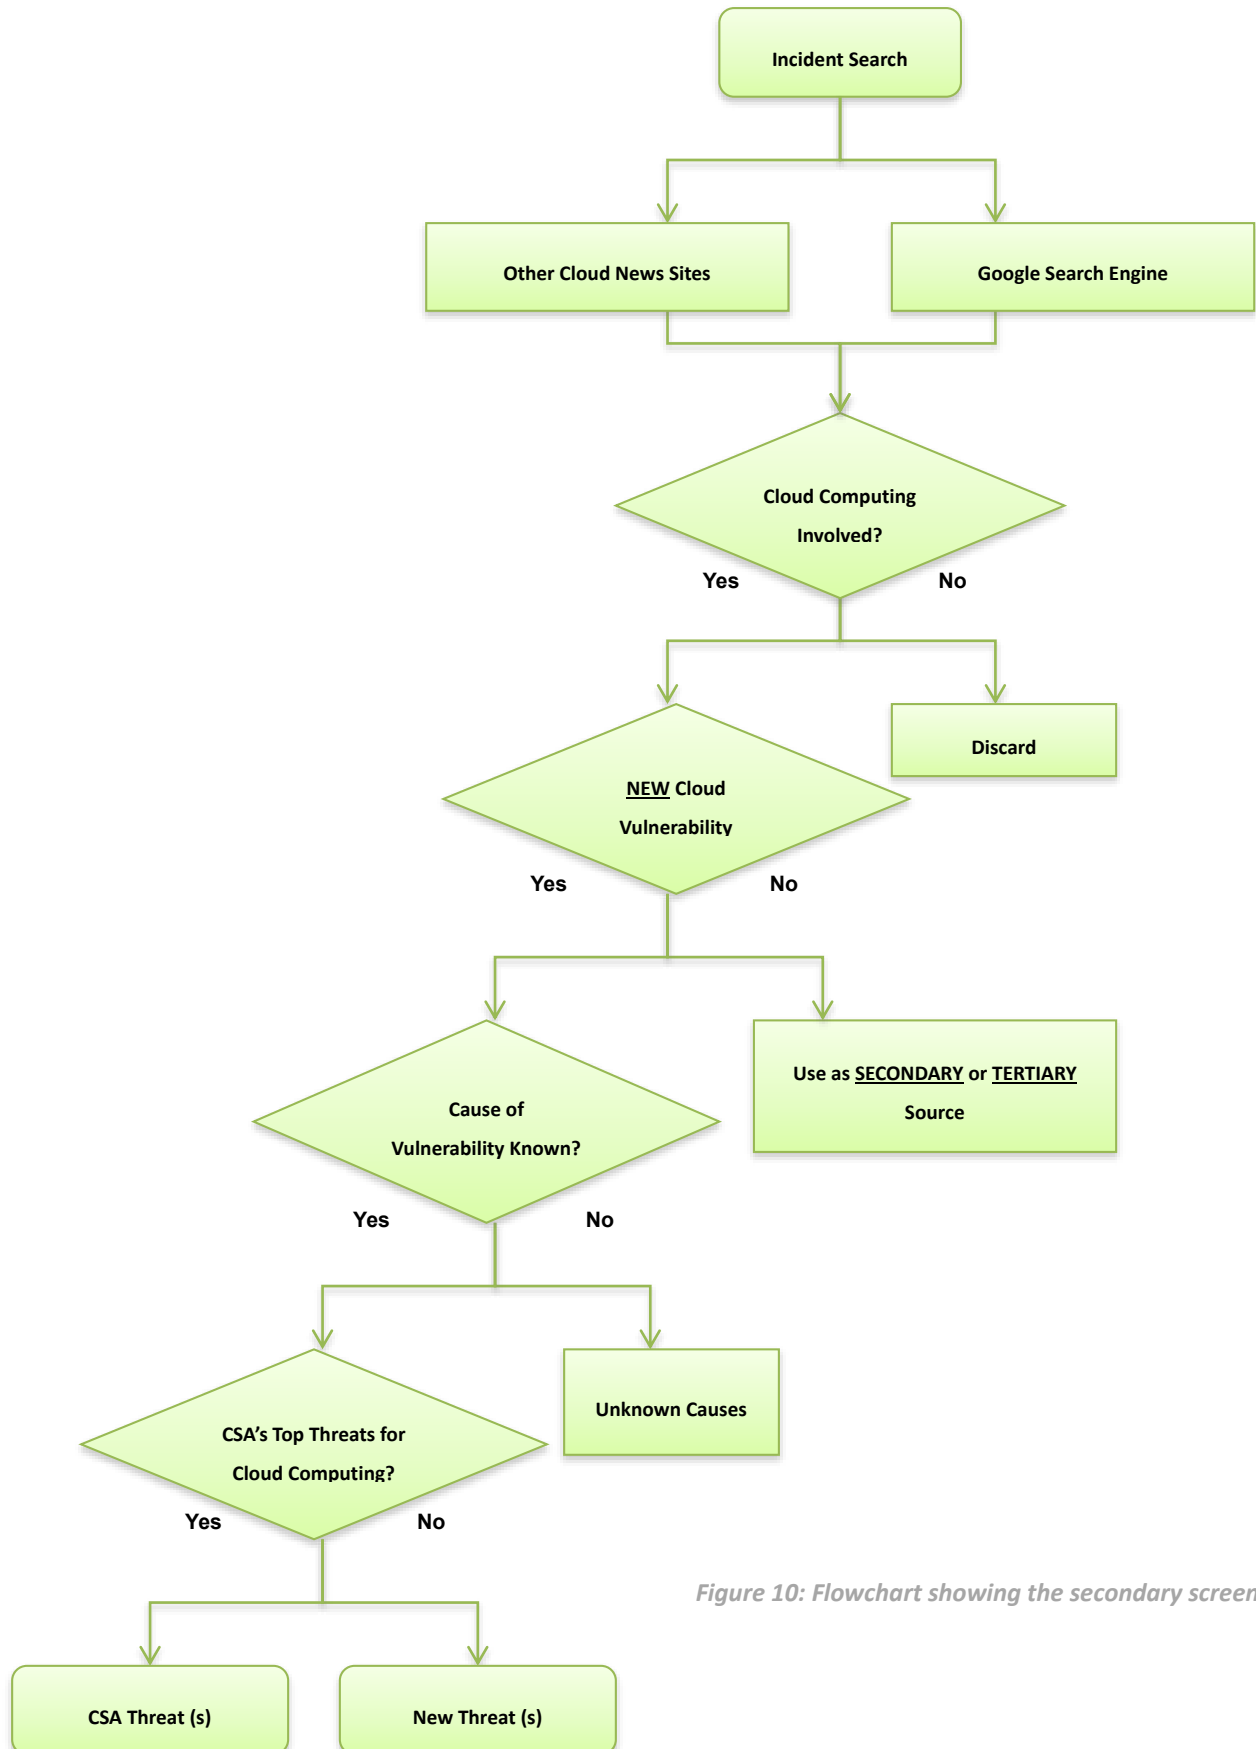 Incident Search
Other Cloud News Sites
Google Search Engine
Cloud Computing
Involved?
Yes
No
Discard
NEW Cloud
Vulnerability
Yes
No
Use as SECONDARY or TERTIARY
Source
Cause of
Vulnerability Known?
Yes
No
Unknown Causes
CSA’s Top Threats for
Cloud Computing?
Yes
No
Figure 10: Flowchart showing the secondary screen
CSA Threat (s)
New Threat (s)